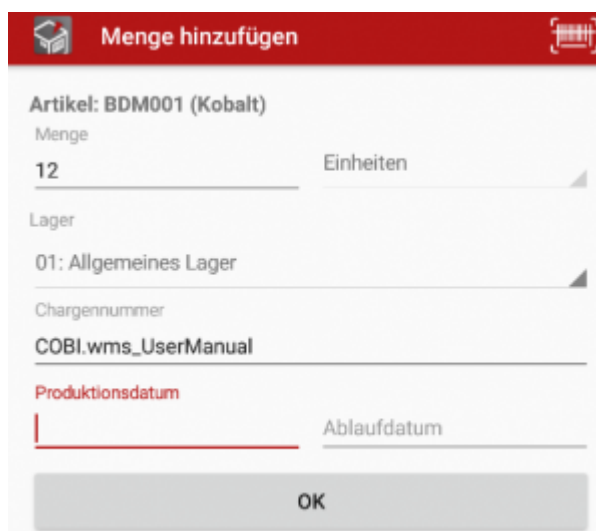 Menge hinzufügen
Artikel: BDM001 (Kobalt)
Menge
12
Einheiten
Lager
01: Allgemeines Lager
Chargennummer
COBI.wms_UserManual
Produktionsdatum
Ablaufdatum
OK